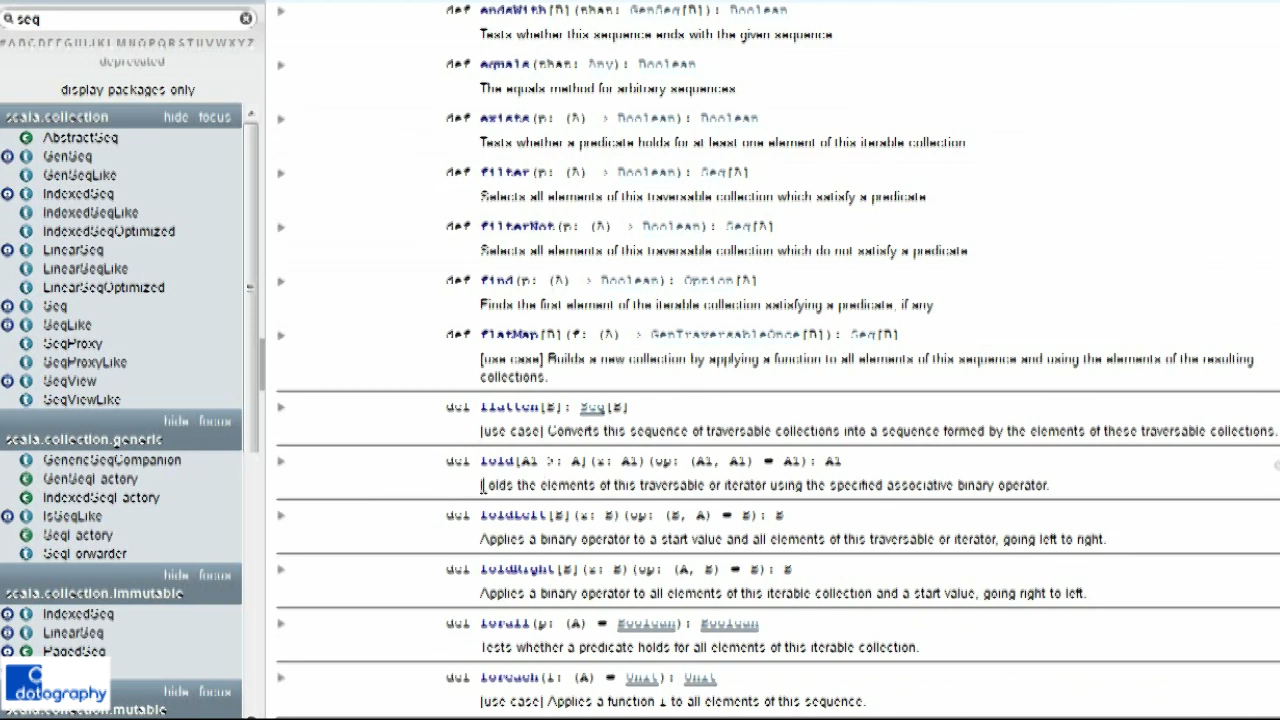 seq
#ABCDEFGHIJKLMNOPQRSTUVWXYZ
deprecated
display packages only
scala.collection hide focus
AbstractSeq
GenSeq
GenSeqLike
IndexedSeq
IndexedSeqLike
IndexedSeqOptimized
LinearSeq
LinearSeqLike
LinearSeqOptimized
Seq
SeqLike
SeqProxy
SeqProxyLike
SeqView
SeqViewLike
hide focus
scala.collection.generic
GenericSeqCompanion
GenSeqFactory
IndexedSeqFactory
IsSeqLike
SeqFactory
SeqForwarder
hide focus
scala.collection.immutable
IndexedSeq
LinearSeq
PagedSeq
hide focus
scala.collection.mutable
dotography
def endsWith[B](that: GenSeq[B]): Boolean
Tests whether this sequence ends with the given sequence
def equals(that: Any): Boolean
The equals method for arbitrary sequences
def exists(p: (A) ⇒ Boolean): Boolean
Tests whether a predicate holds for at least one element of this iterable collection
def filter(p: (A) ⇒ Boolean): Seq[A]
Selects all elements of this traversable collection which satisfy a predicate
def filterNot(p: (A) ⇒ Boolean): Seq[A]
Selects all elements of this traversable collection which do not satisfy a predicate
def find(p: (A) ⇒ Boolean): Option[A]
Finds the first element of the iterable collection satisfying a predicate, if any
def flatMap[B](f: (A) ⇒ GenTraversableOnce[B]): Seq[B]
[use case] Builds a new collection by applying a function to all elements of this sequence and using the elements of the resulting
collections.
def flatten[B]: Seq[B]
[use case] Converts this sequence of traversable collections into a sequence formed by the elements of these traversable collections.
def fold[A1 >: A](z: A1)(op: (A1, A1) ⇒ A1): A1
Folds the elements of this traversable or iterator using the specified associative binary operator.
def foldLeft[B](z: B)(op: (B, A) ⇒ B): B
Applies a binary operator to a start value and all elements of this traversable or iterator, going left to right.
def foldRight[B](z: B)(op: (A, B) ⇒ B): B
Applies a binary operator to all elements of this iterable collection and a start value, going right to left.
def forall(p: (A) ⇒ Boolean): Boolean
Tests whether a predicate holds for all elements of this iterable collection.
def foreach(f: (A) ⇒ Unit): Unit
[use case] Applies a function f to all elements of this sequence.